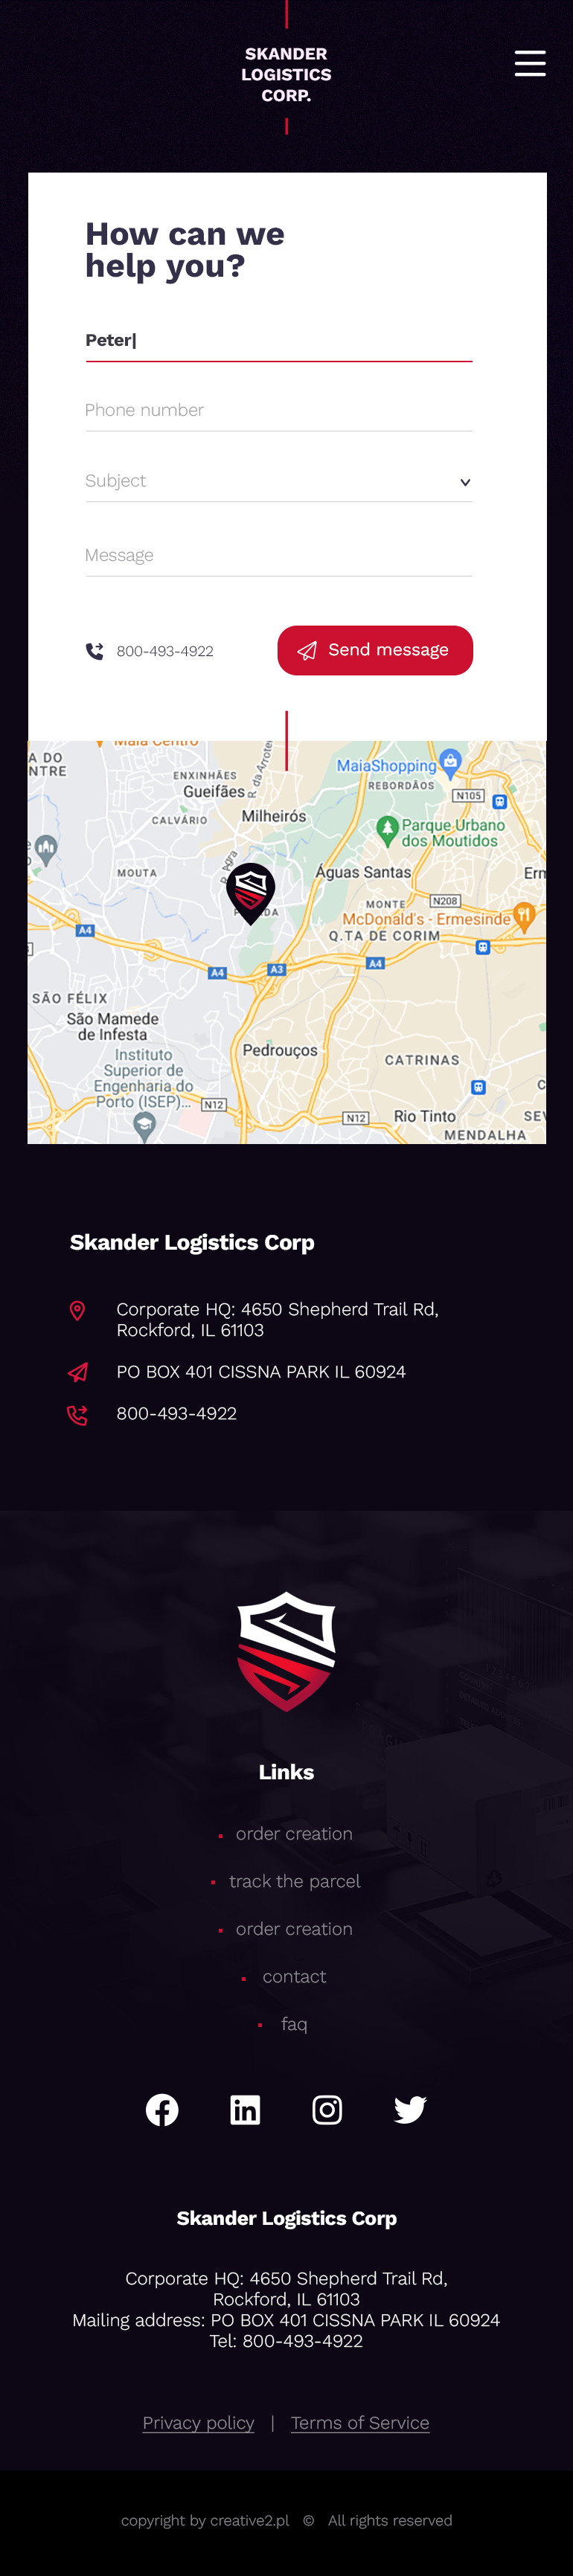 SKANDER
LOGISTICS
CORP.
How can we
help you?
Peter|
Phone number
Subject
Message
800-493-4922
Send message
Maia Centro
A DO
NTRE
ENXINHÃES
Gueifães
R. da Arroteia
MaiaShopping
REBORDÃOS
N105
CALVÁRIO
Milheirós
Parque Urbano
dos Moutidos
MOUTA
Águas Santas
Erm
MONTE
N208
McDonald's - Ermesinde
A4
Q.TA DE CORIM
A4
A3
A4
SÃO FÉLIX
São Mamede
de Infesta
Pedrouços
Instituto
Superior de
Engenharia do
Porto (ISEP)...
CATRINAS
N12
N12
Rio Tinto
SEV
MENDALHA
Skander Logistics Corp
Corporate HQ: 4650 Shepherd Trail Rd,
Rockford, IL 61103
PO BOX 401 CISSNA PARK IL 60924
800-493-4922
Links
order creation
track the parcel
order creation
contact
faq
Skander Logistics Corp
Corporate HQ: 4650 Shepherd Trail Rd,
Rockford, IL 61103
Mailing address: PO BOX 401 CISSNA PARK IL 60924
Tel: 800-493-4922
Privacy policy | Terms of Service
copyright by creative2.pl © All rights reserved